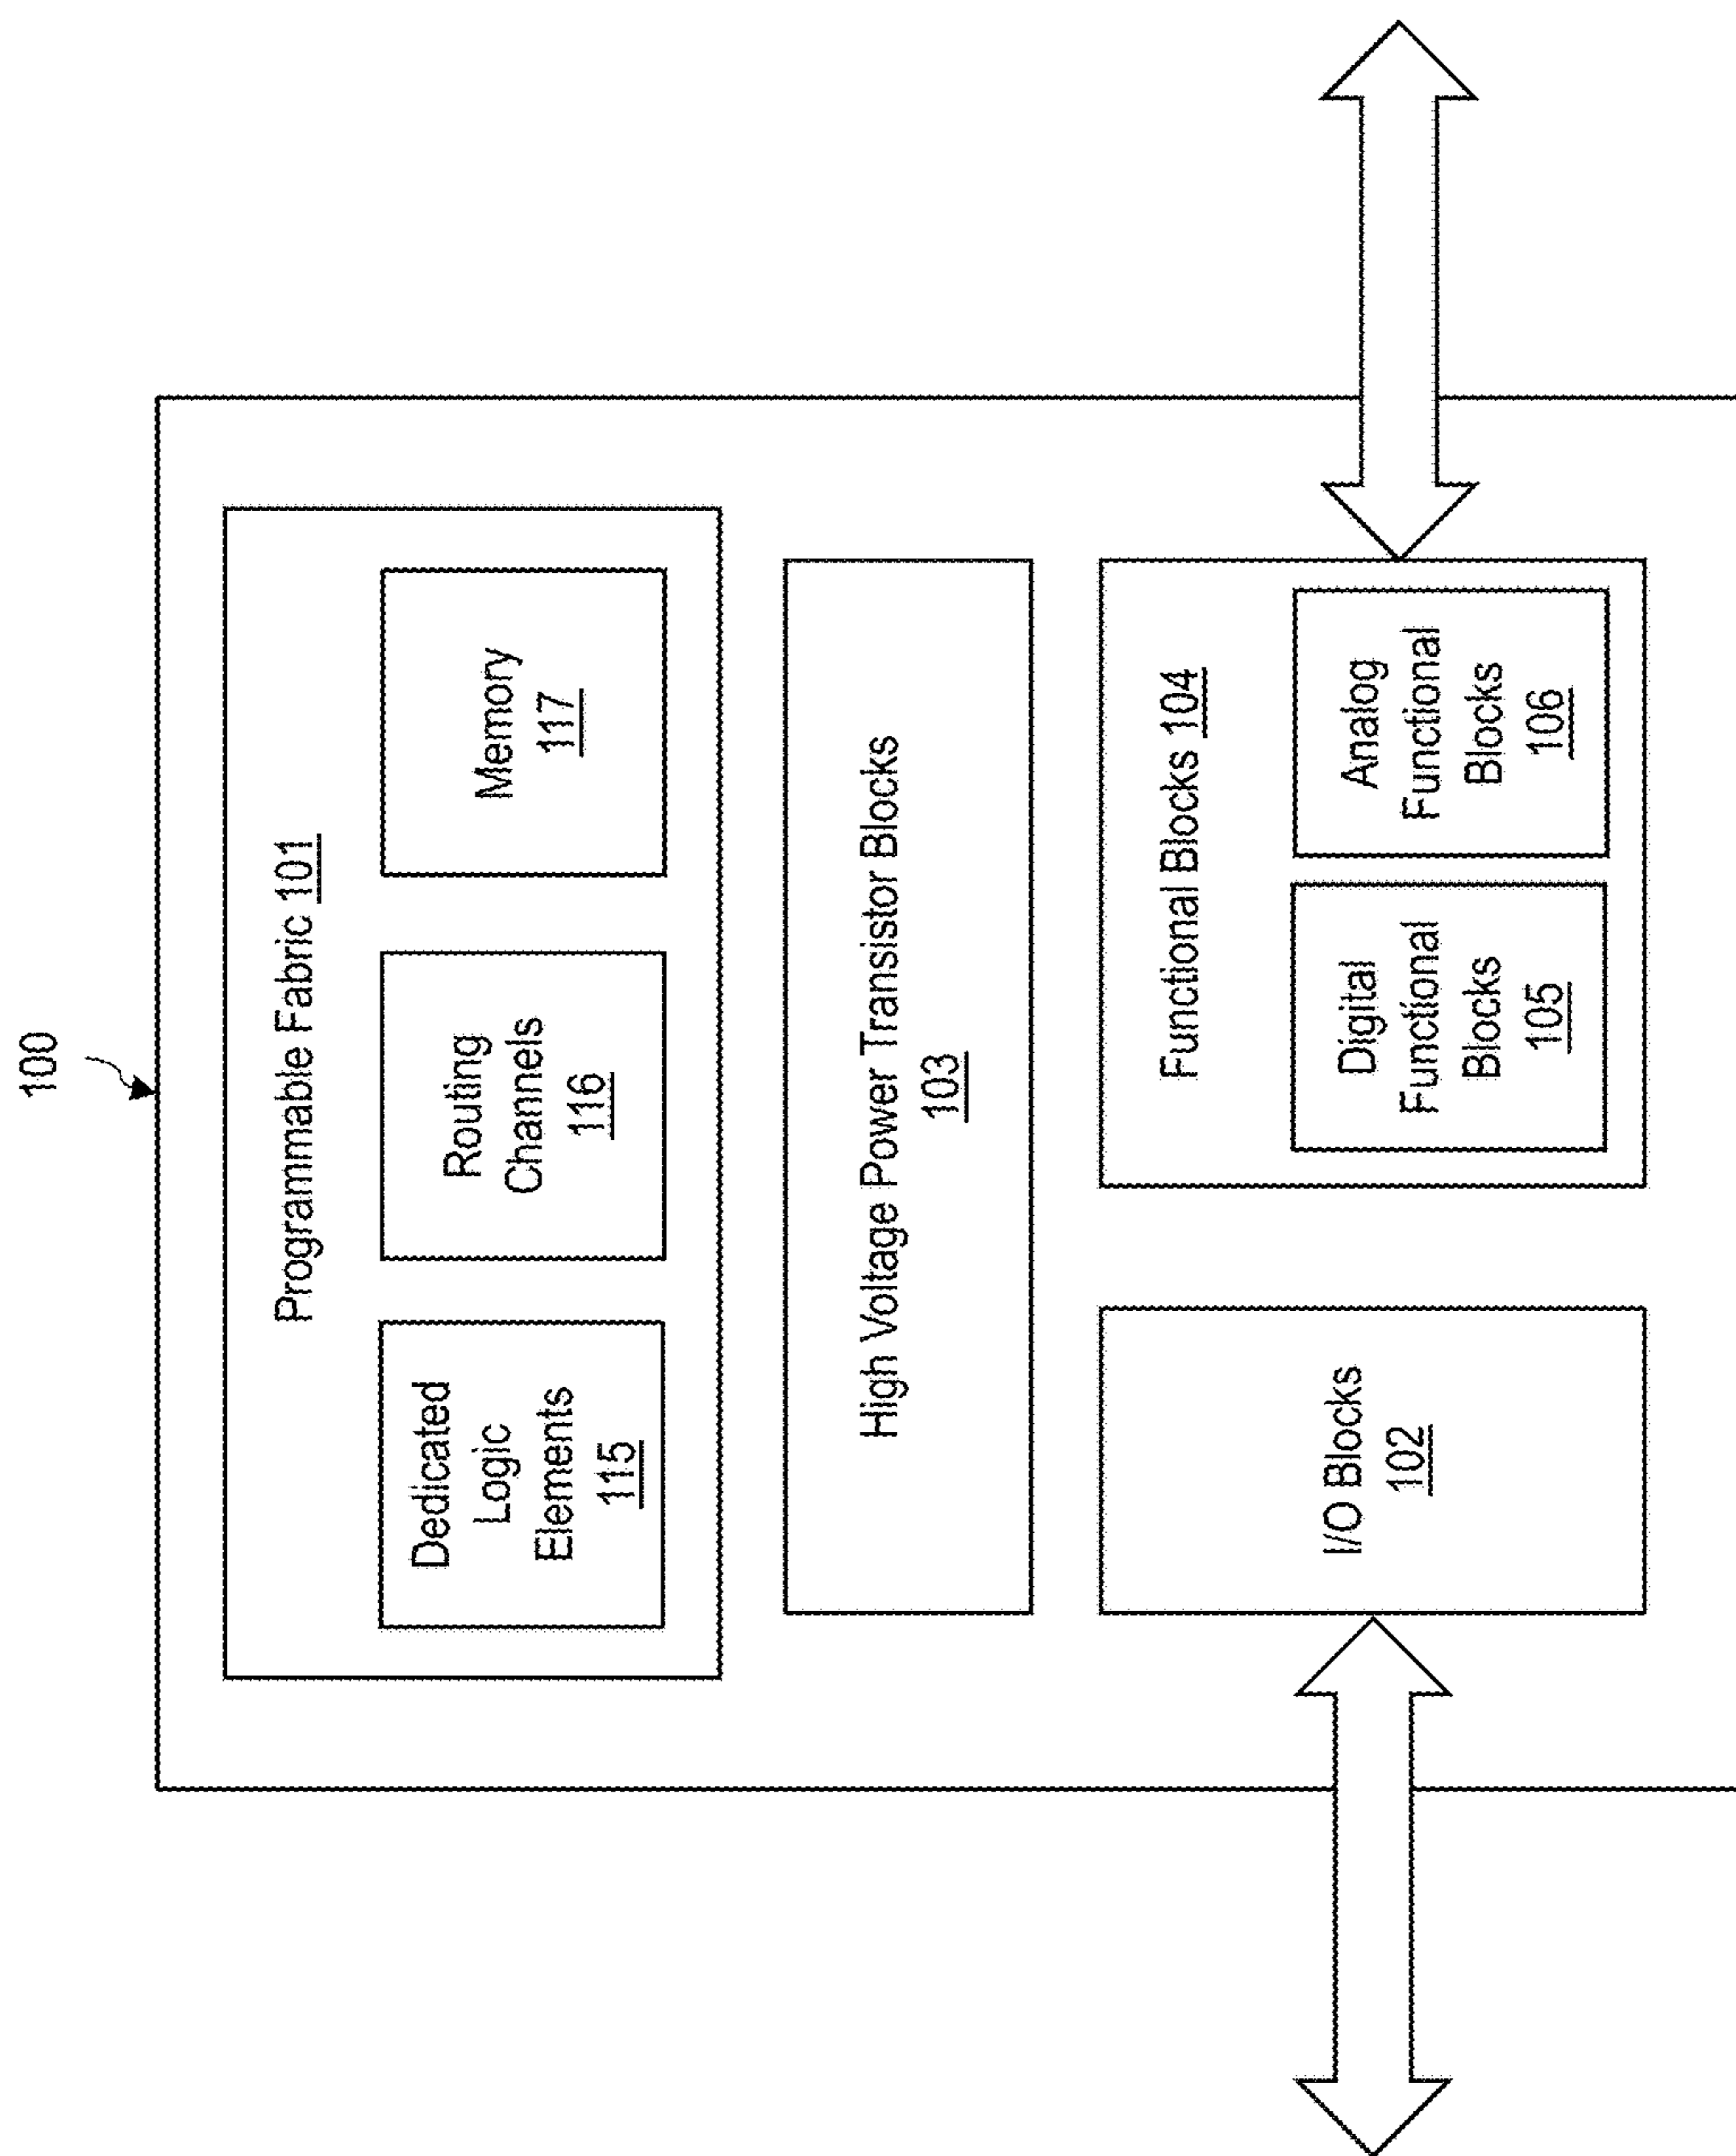 100
Programmable Fabric 101
Dedicated
Logic
Elements
115
Routing
Channels
116
Memory
117
High Voltage Power Transistor Blocks
103
I/O Blocks
102
Functional Blocks 104
Digital
Functional
Blocks
105
Analog
Functional
Blocks
106